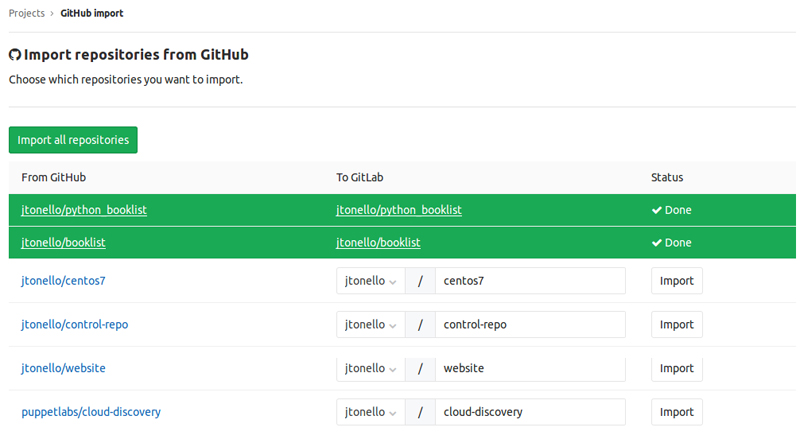 Projects › GitHub import
Import repositories from GitHub
Choose which repositories you want to import.
Import all repositories
From GitHub To GitLab Status
jtonello/python_booklist jtonello/python_booklist Done
jtonello/booklist jtonello/booklist Done
jtonello/centos7 jtonello / centos7 Import
jtonello/control-repo jtonello / control-repo Import
jtonello/website jtonello / website Import
puppetlabs/cloud-discovery jtonello / cloud-discovery Import